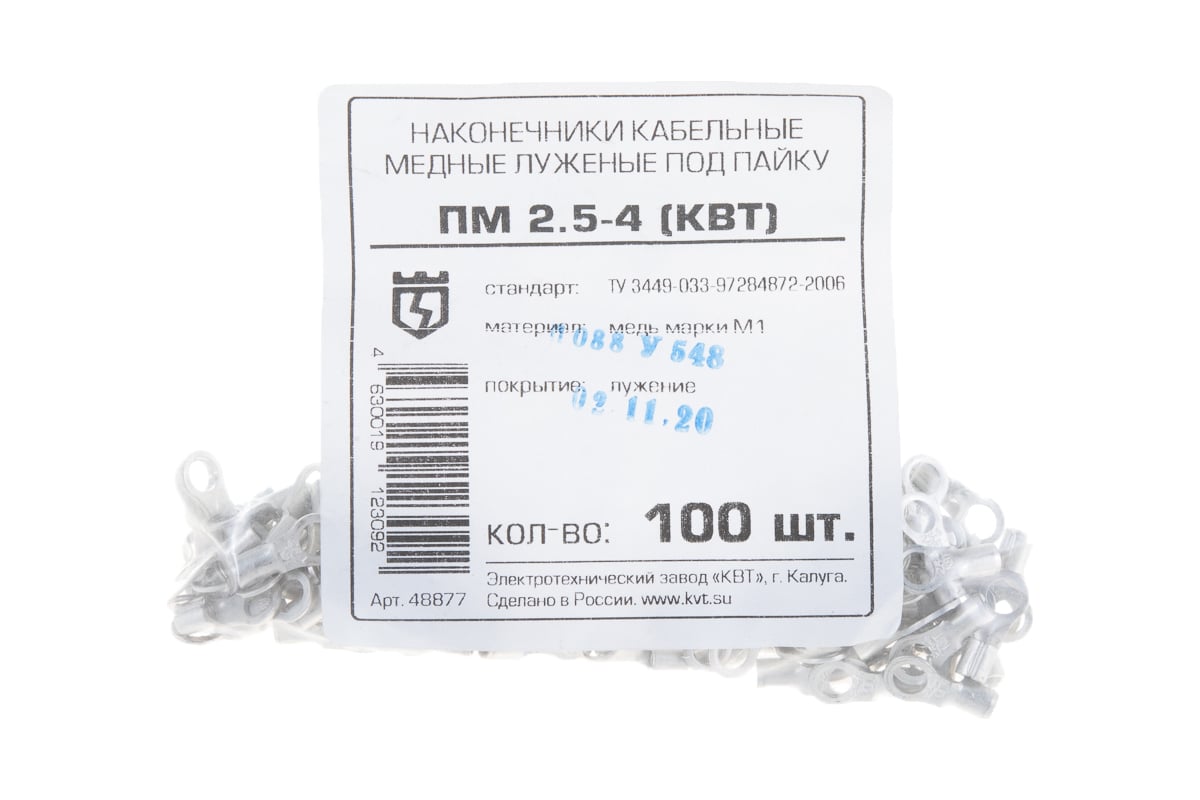 НАКОНЕЧНИКИ КАБЕЛЬНЫЕ
МЕДНЫЕ ЛУЖЕНЫЕ ПОД ПАЙКУ
ПМ 2.5-4 (КВТ)
стандарт: ТУ 3449-033-97284872-2006
материал: медь марки М1
088 У 548
покрытие: лужение
02 11.20
4 630019 123092
КОЛ-ВО: 100 шт.
Электротехнический завод «КВТ», г. Калуга.
Арт. 48877 Сделано в России. www.kvt.su